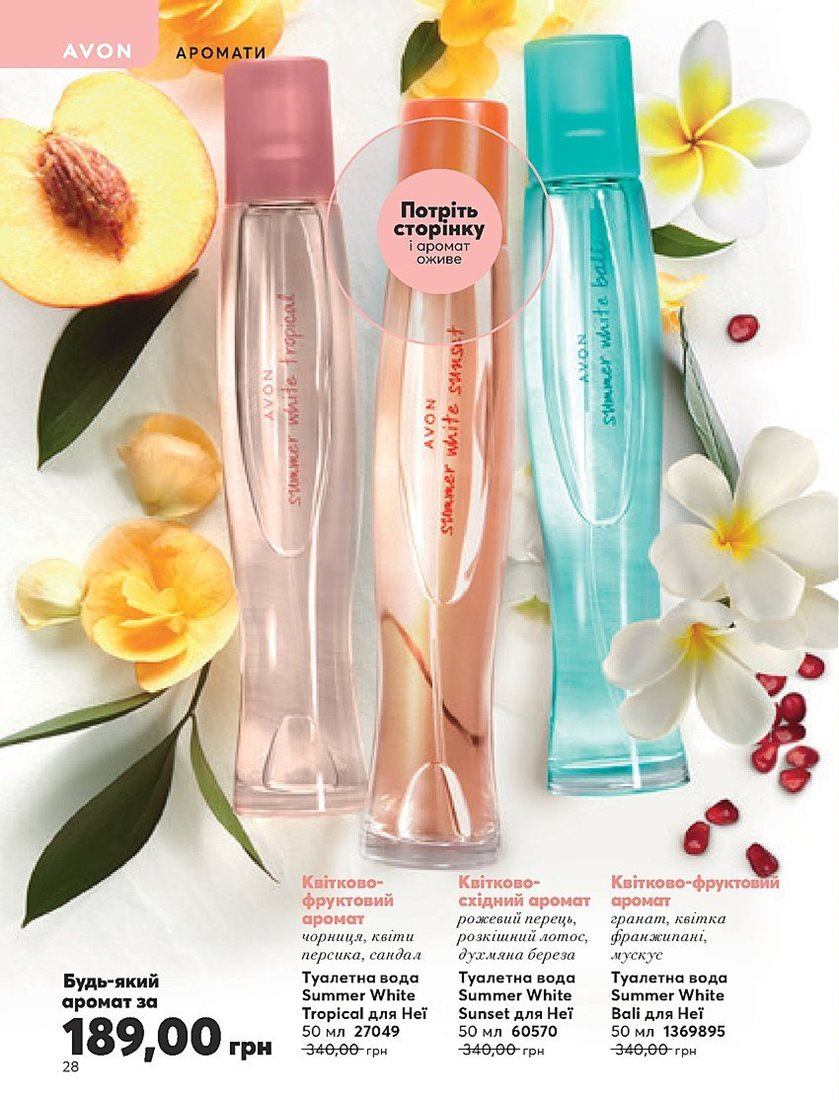 AVON
АРОМАТИ
Потріть
сторінку
і аромат
оживе
AVON
summer white tropical
AVON
summer white sunset
AVON
summer white bali
Квітково-
фруктовий
аромат
чорниця, квіти
персика, сандал
Туалетна вода
Summer White
Tropical для Неї
50 мл 27049
340,00 грн
Квітково-
східний аромат
рожевий перець,
розкішний лотос,
духмяна береза
Туалетна вода
Summer White
Sunset для Неї
50 мл 60570
340,00 грн
Квітково-фруктовий
аромат
гранат, квітка
франжипані,
мускус
Туалетна вода
Summer White
Bali для Неї
50 мл 1369895
340,00 грн
Будь-який
аромат за
189,00 грн
28